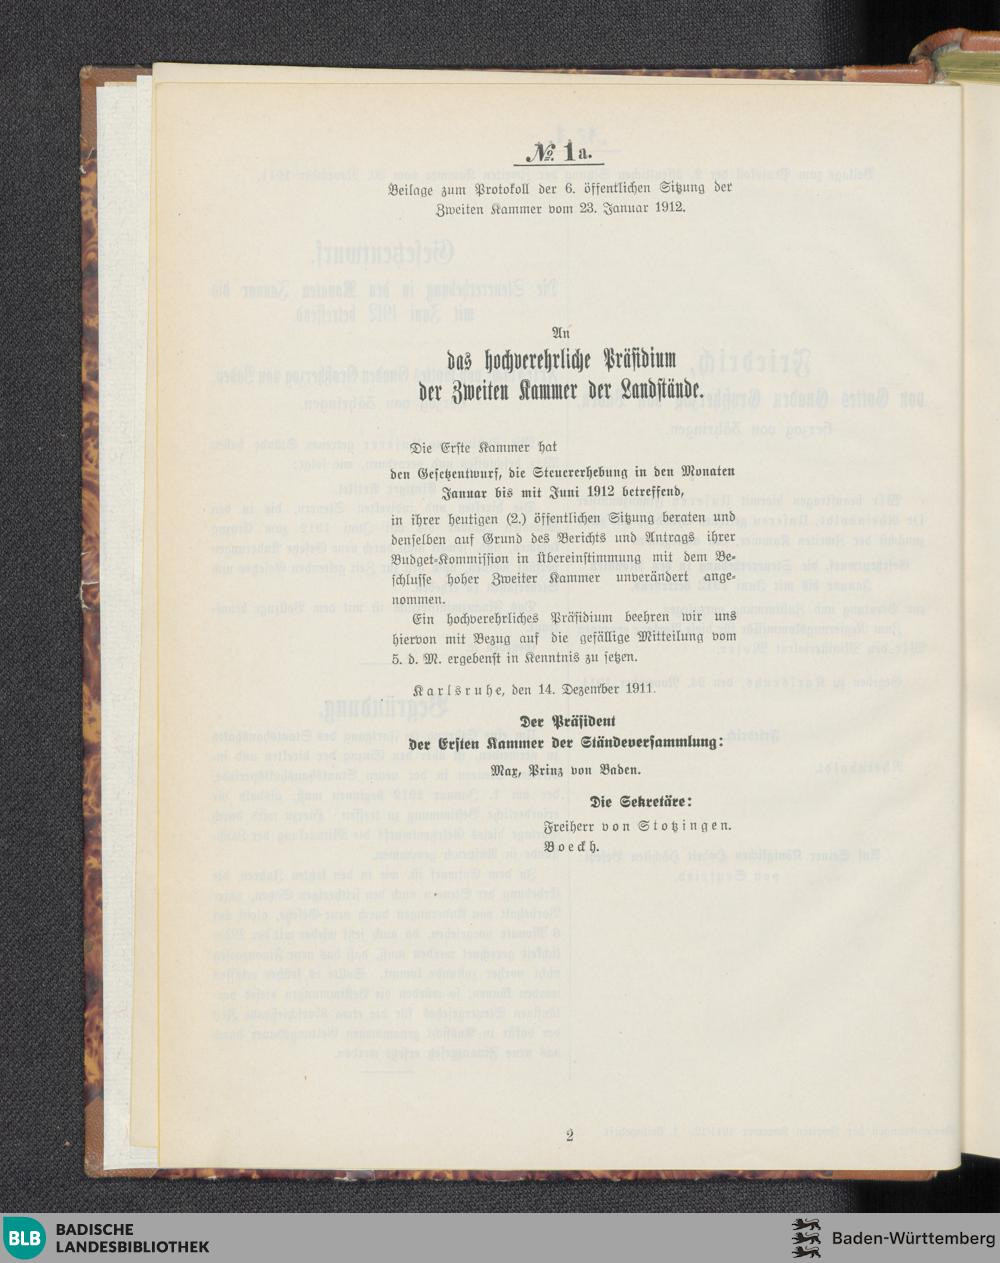 №. 1a.
Beilage zum Protokoll der 6. öffentlichen Sitzung der
Zweiten Kammer vom 23. Januar 1912.
An
das hochverehrliche Präsidium
der Zweiten Kammer der Landstände.
Die Erste Kammer hat
den Gesetzentwurf, die Steuererhebung in den Monaten
Januar bis mit Juni 1912 betreffend,
in ihrer heutigen (2.) öffentlichen Sitzung beraten und
denselben auf Grund des Berichts und Antrags ihrer
Budget-Kommission in Übereinstimmung mit dem Be-
schlusse hoher Zweiter Kammer unverändert ange-
nommen.
Ein hochverehrliches Präsidium beehren wir uns
hiervon mit Bezug auf die gefällige Mitteilung vom
5. d. M. ergebenst in Kenntnis zu setzen.
Karlsruhe, den 14. Dezember 1911.
Der Präsident
der Ersten Kammer der Ständeversammlung:
Max, Prinz von Baden.
Die Sekretäre:
Freiherr von Stotzingen.
Boeckh.
2
BLB BADISCHE
LANDESBIBLIOTHEK
Baden-Württemberg